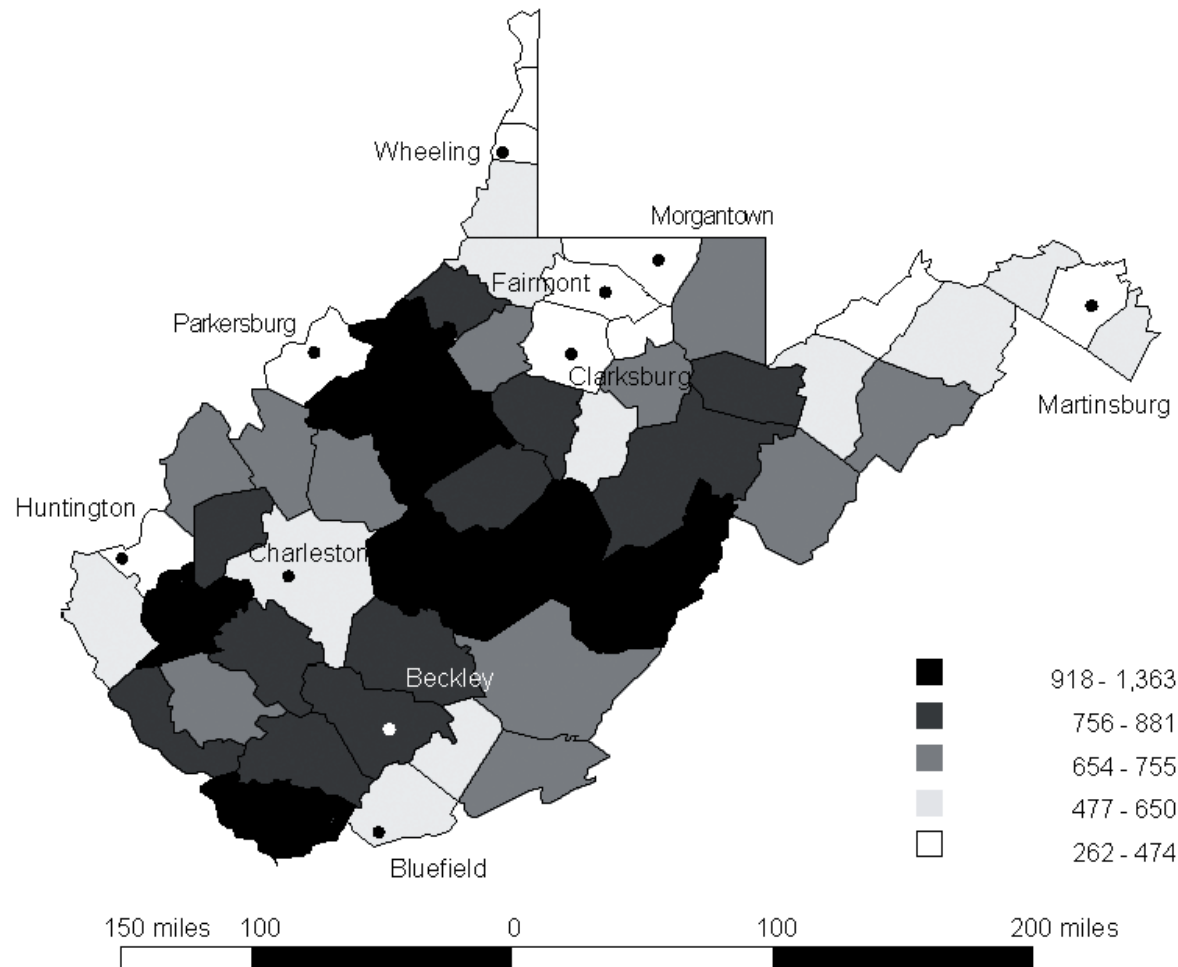 Wheeling
Morgantown
Fairmont
Parkersburg
Clarksburg
Martinsburg
Huntington
Charleston
Beckley
Bluefield
918 - 1,363
756 - 881
654 - 755
477 - 650
262 - 474
150 miles 100 0 100 200 miles